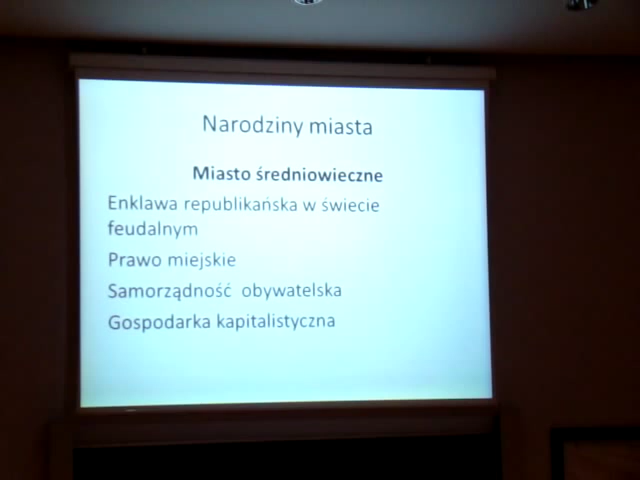 Narodziny miasta
Miasto średniowieczne
Enklawa republikańska w świecie
feudalnym
Prawo miejskie
Samorządność obywatelska
Gospodarka kapitalistyczna